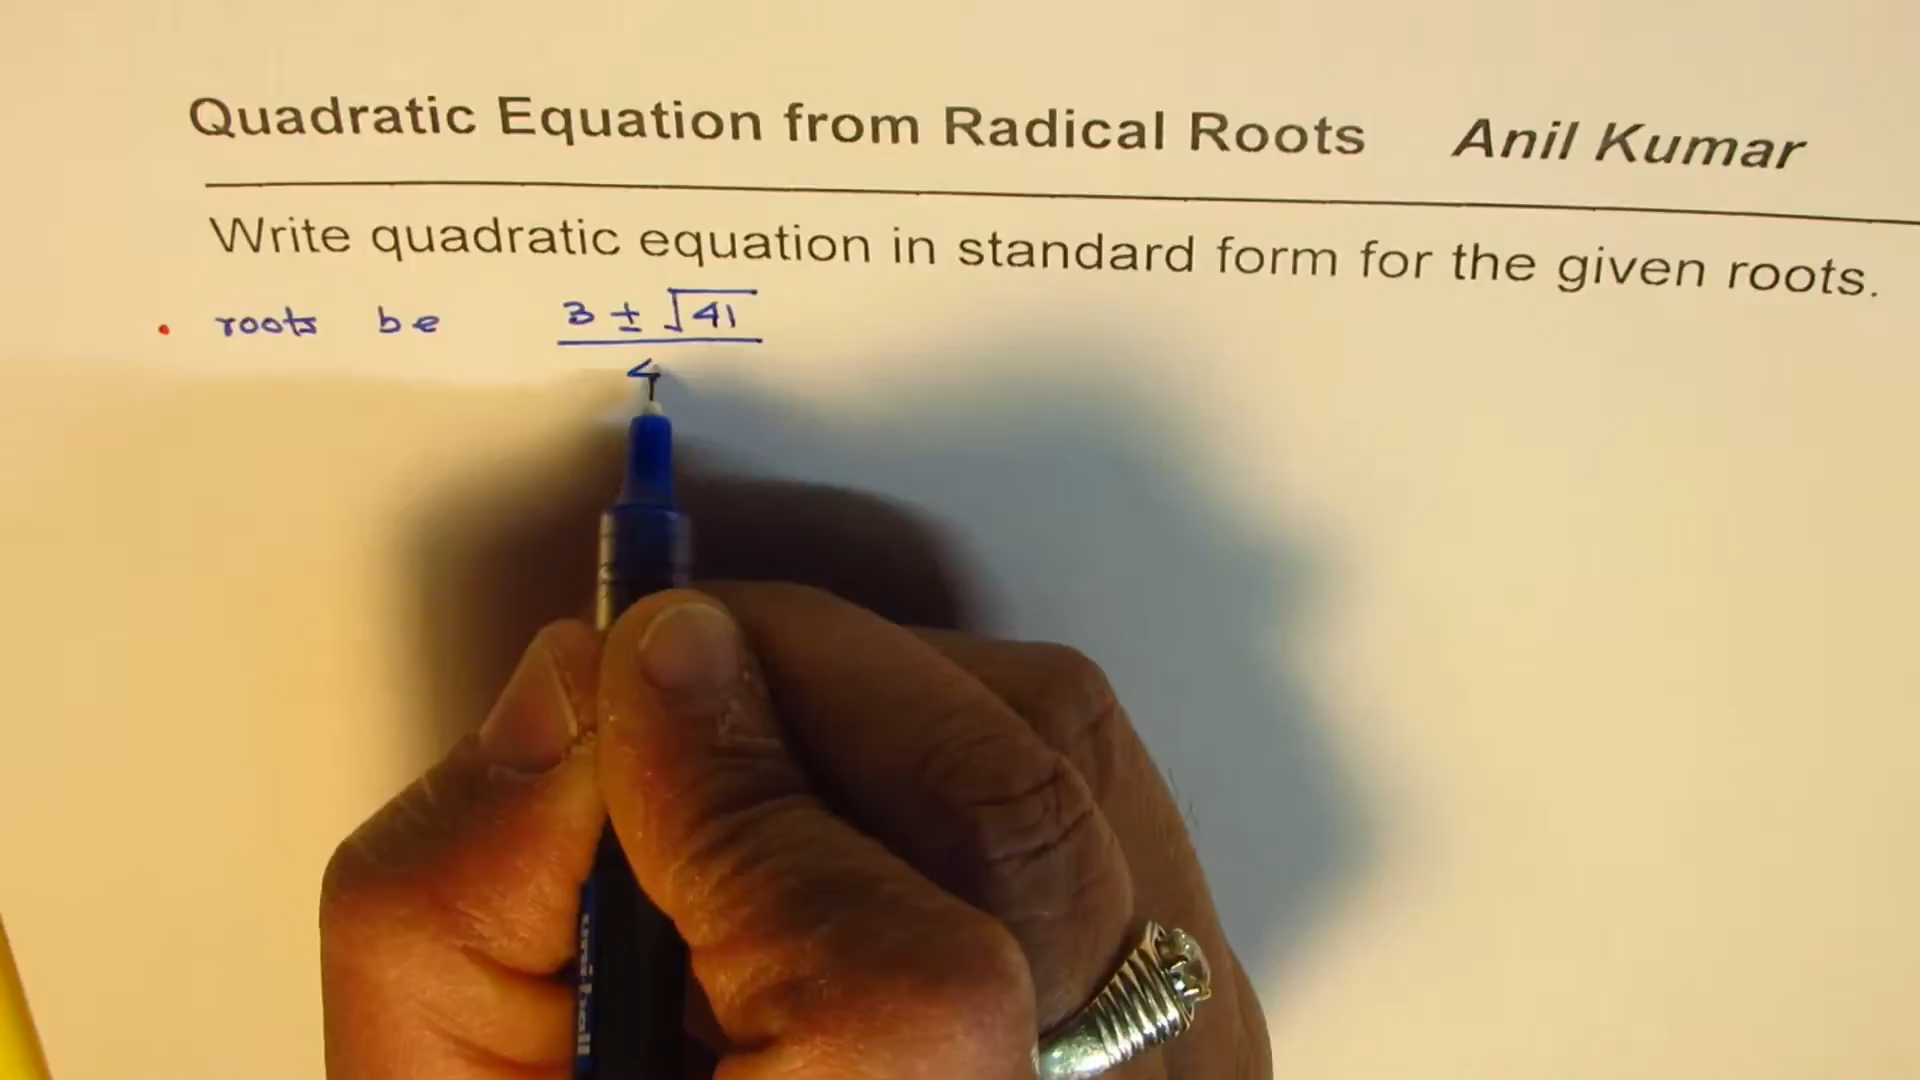 Quadratic Equation from Radical Roots Anil Kumar
Write quadratic equation in standard form for the given roots.
• roots be 3 ± √41
4